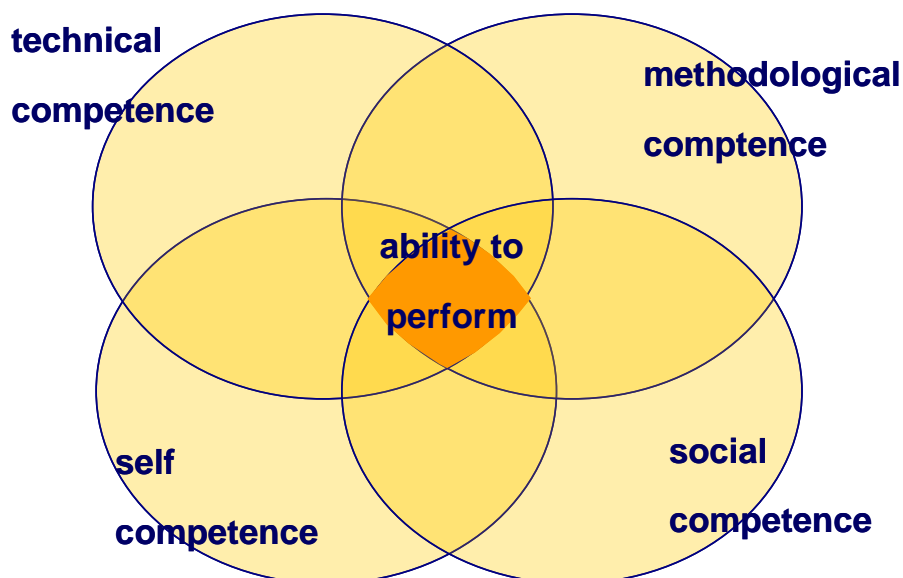 technical
competence
methodological
comptence
ability to
perform
self
competence
social
competence